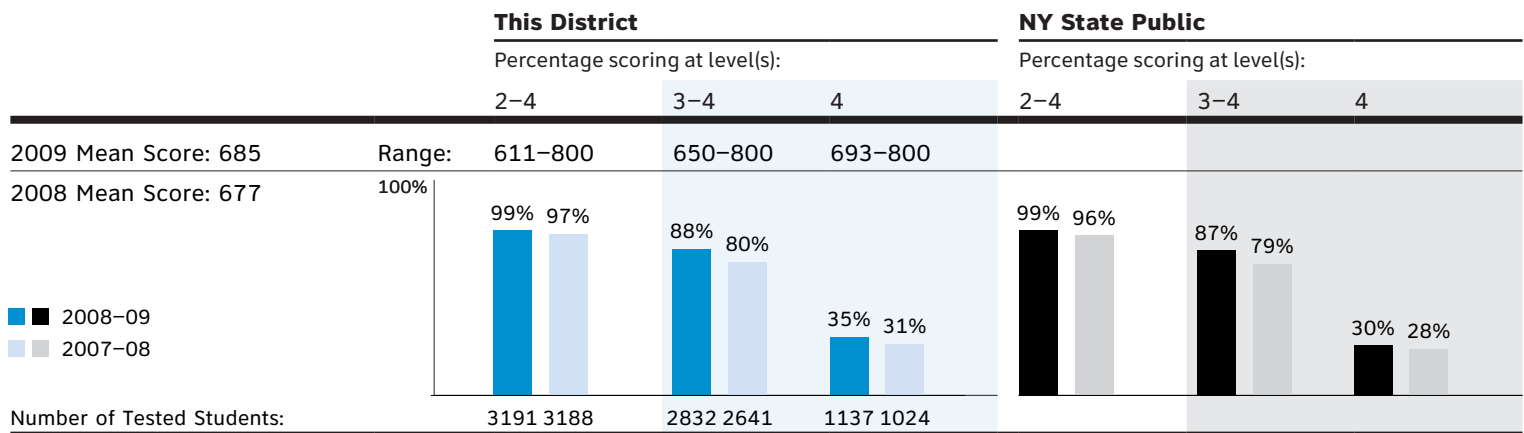 This District NY State Public
Percentage scoring at level(s): Percentage scoring at level(s):
2–4 3–4 4 2–4 3–4 4
2009 Mean Score: 685 Range: 611–800 650–800 693–800
2008 Mean Score: 677 100%
99% 97% 88% 80% 35% 31% 99% 96% 87% 79% 30% 28%
2008–09
2007–08
Number of Tested Students: 3191 3188 2832 2641 1137 1024